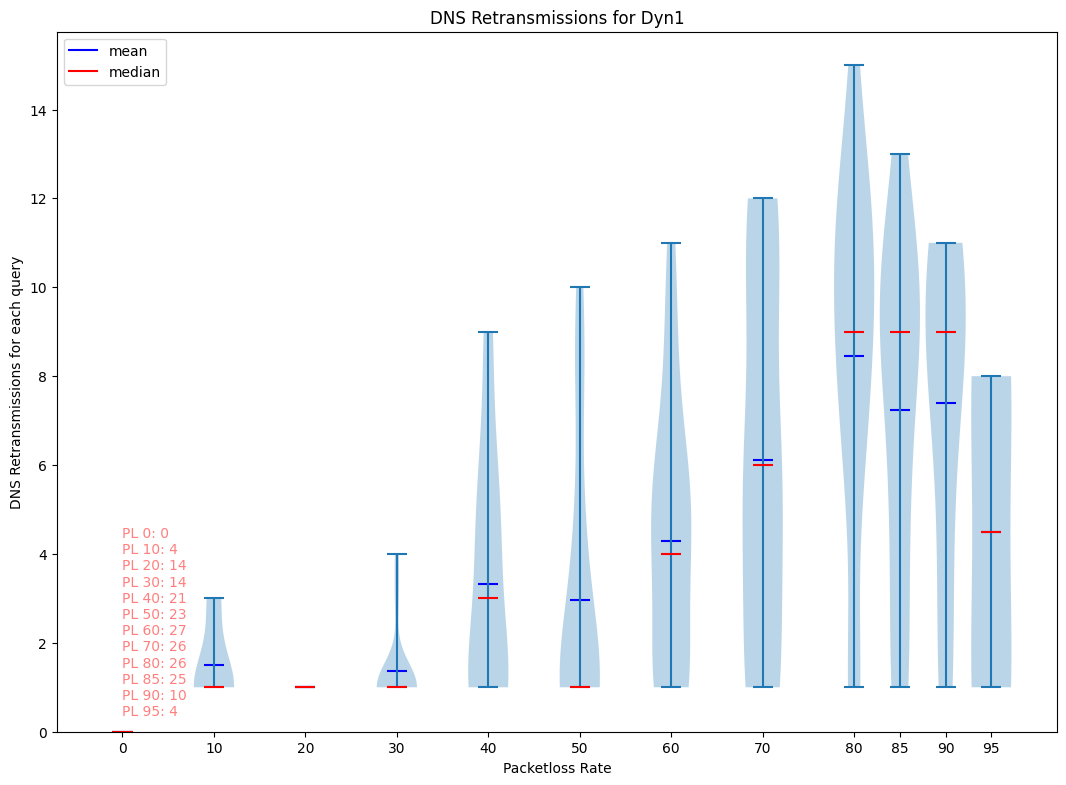 DNS Retransmissions for Dyn1
mean
median
DNS Retransmissions for each query
14
12
10
8
6
4
2
0
PL 0: 0
PL 10: 4
PL 20: 14
PL 30: 14
PL 40: 21
PL 50: 23
PL 60: 27
PL 70: 26
PL 80: 26
PL 85: 25
PL 90: 10
PL 95: 4
0 10 20 30 40 50 60 70 80 85 90 95
Packetloss Rate